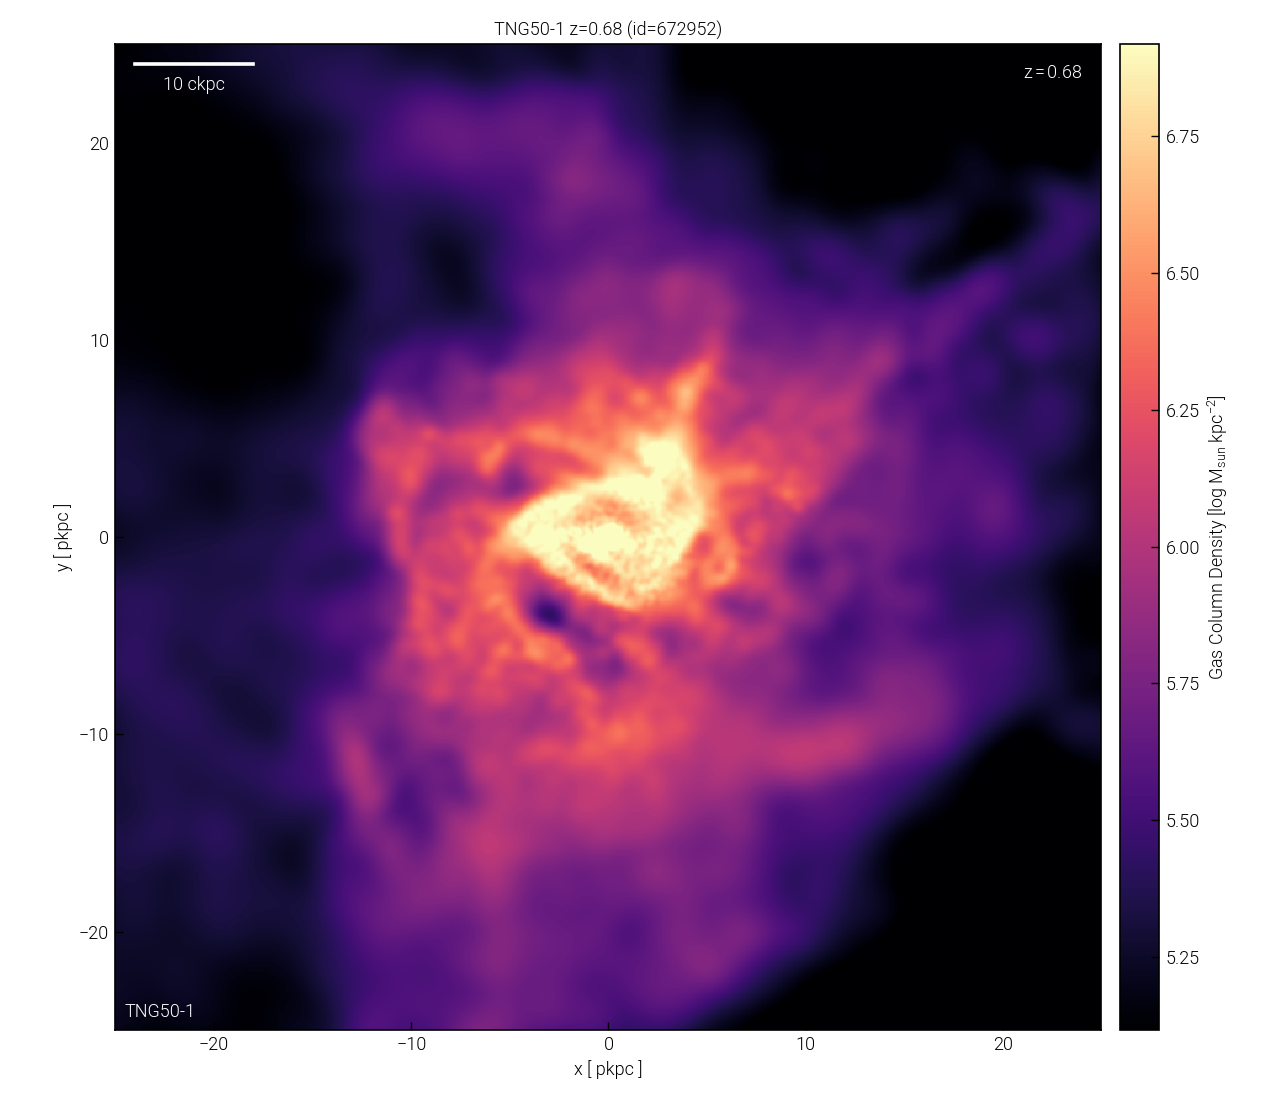 TNG50-1 z=0.68 (id=672952)
10 ckpc
z=0.68
TNG50-1
20
10
0
−10
−20
y [ pkpc ]
−20
−10
0
10
20
x [ pkpc ]
6.75
6.50
6.25
6.00
5.75
5.50
5.25
Gas Column Density [log M_sun kpc^−2]